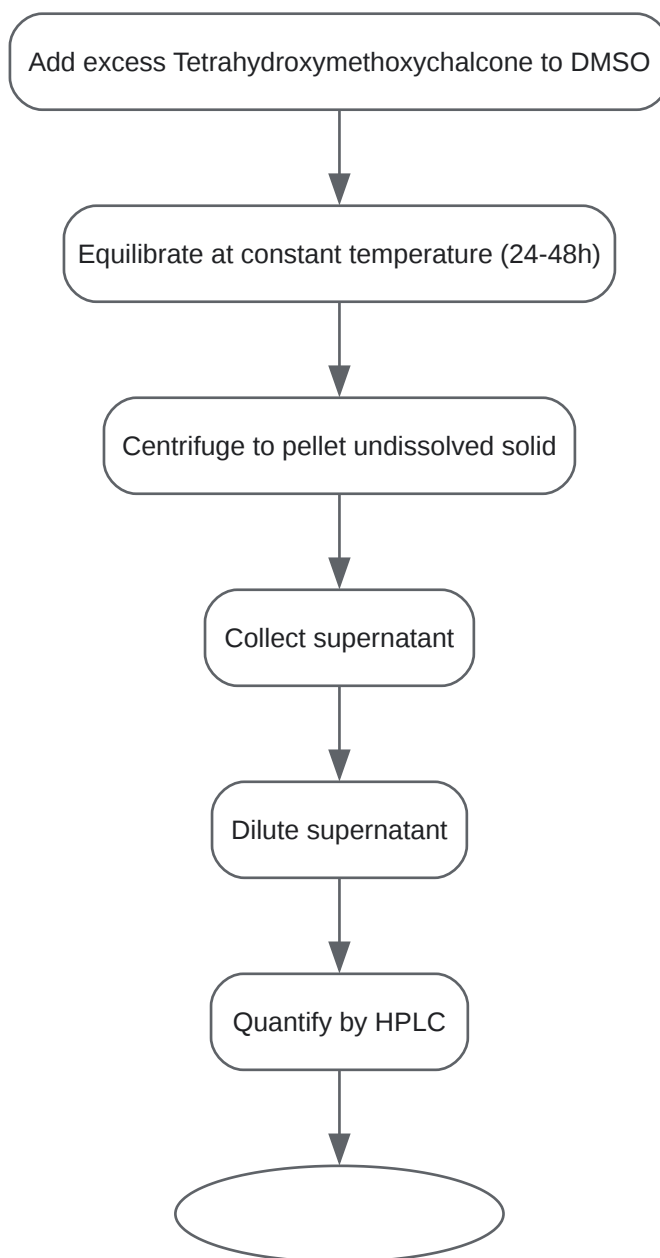 Add excess Tetrahydroxymethoxychalcone to DMSO
Equilibrate at constant temperature (24-48h)
Centrifuge to pellet undissolved solid
Collect supernatant
Dilute supernatant
Quantify by HPLC